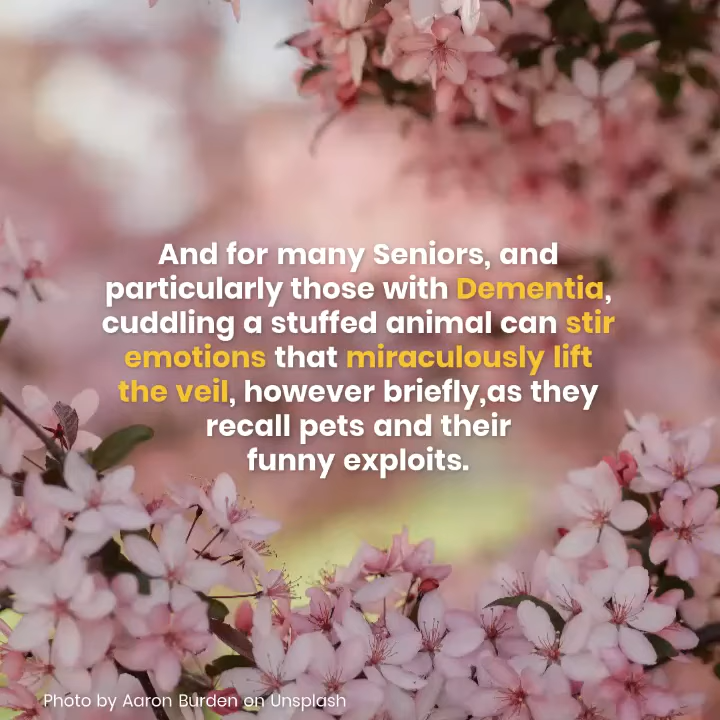 And for many Seniors, and
particularly those with Dementia,
cuddling a stuffed animal can stir
emotions that miraculously lift
the veil, however briefly,as they
recall pets and their
funny exploits.
Photo by Aaron Burden on Unsplash